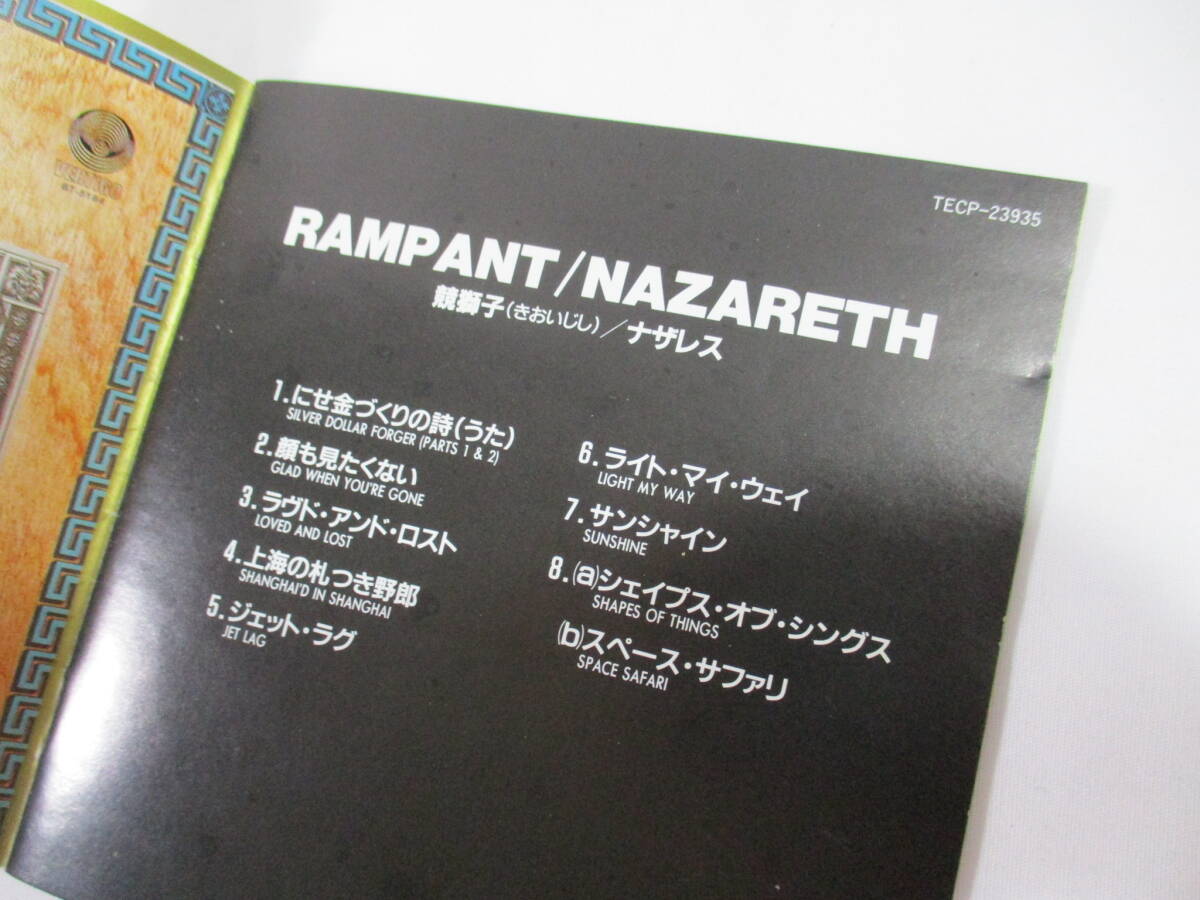 TECP-23935
RAMPANT/NAZARETH
競獅子(きおいじし)/ナザレス
1.にせ金づくりの詩(うた)
SILVER DOLLAR FORGER (PARTS 1 & 2)
2.顔も見たくない
GLAD WHEN YOU'RE GONE
3.ラヴド・アンド・ロスト
LOVED AND LOST
4.上海の札つき野郎
SHANGHAI'D IN SHANGHAI
5.ジェット・ラグ
JET LAG
6.ライト・マイ・ウェイ
LIGHT MY WAY
7.サンシャイン
SUNSHINE
8.(a)シェイプス・オブ・シングス
SHAPES OF THINGS
(b)スペース・サファリ
SPACE SAFARI